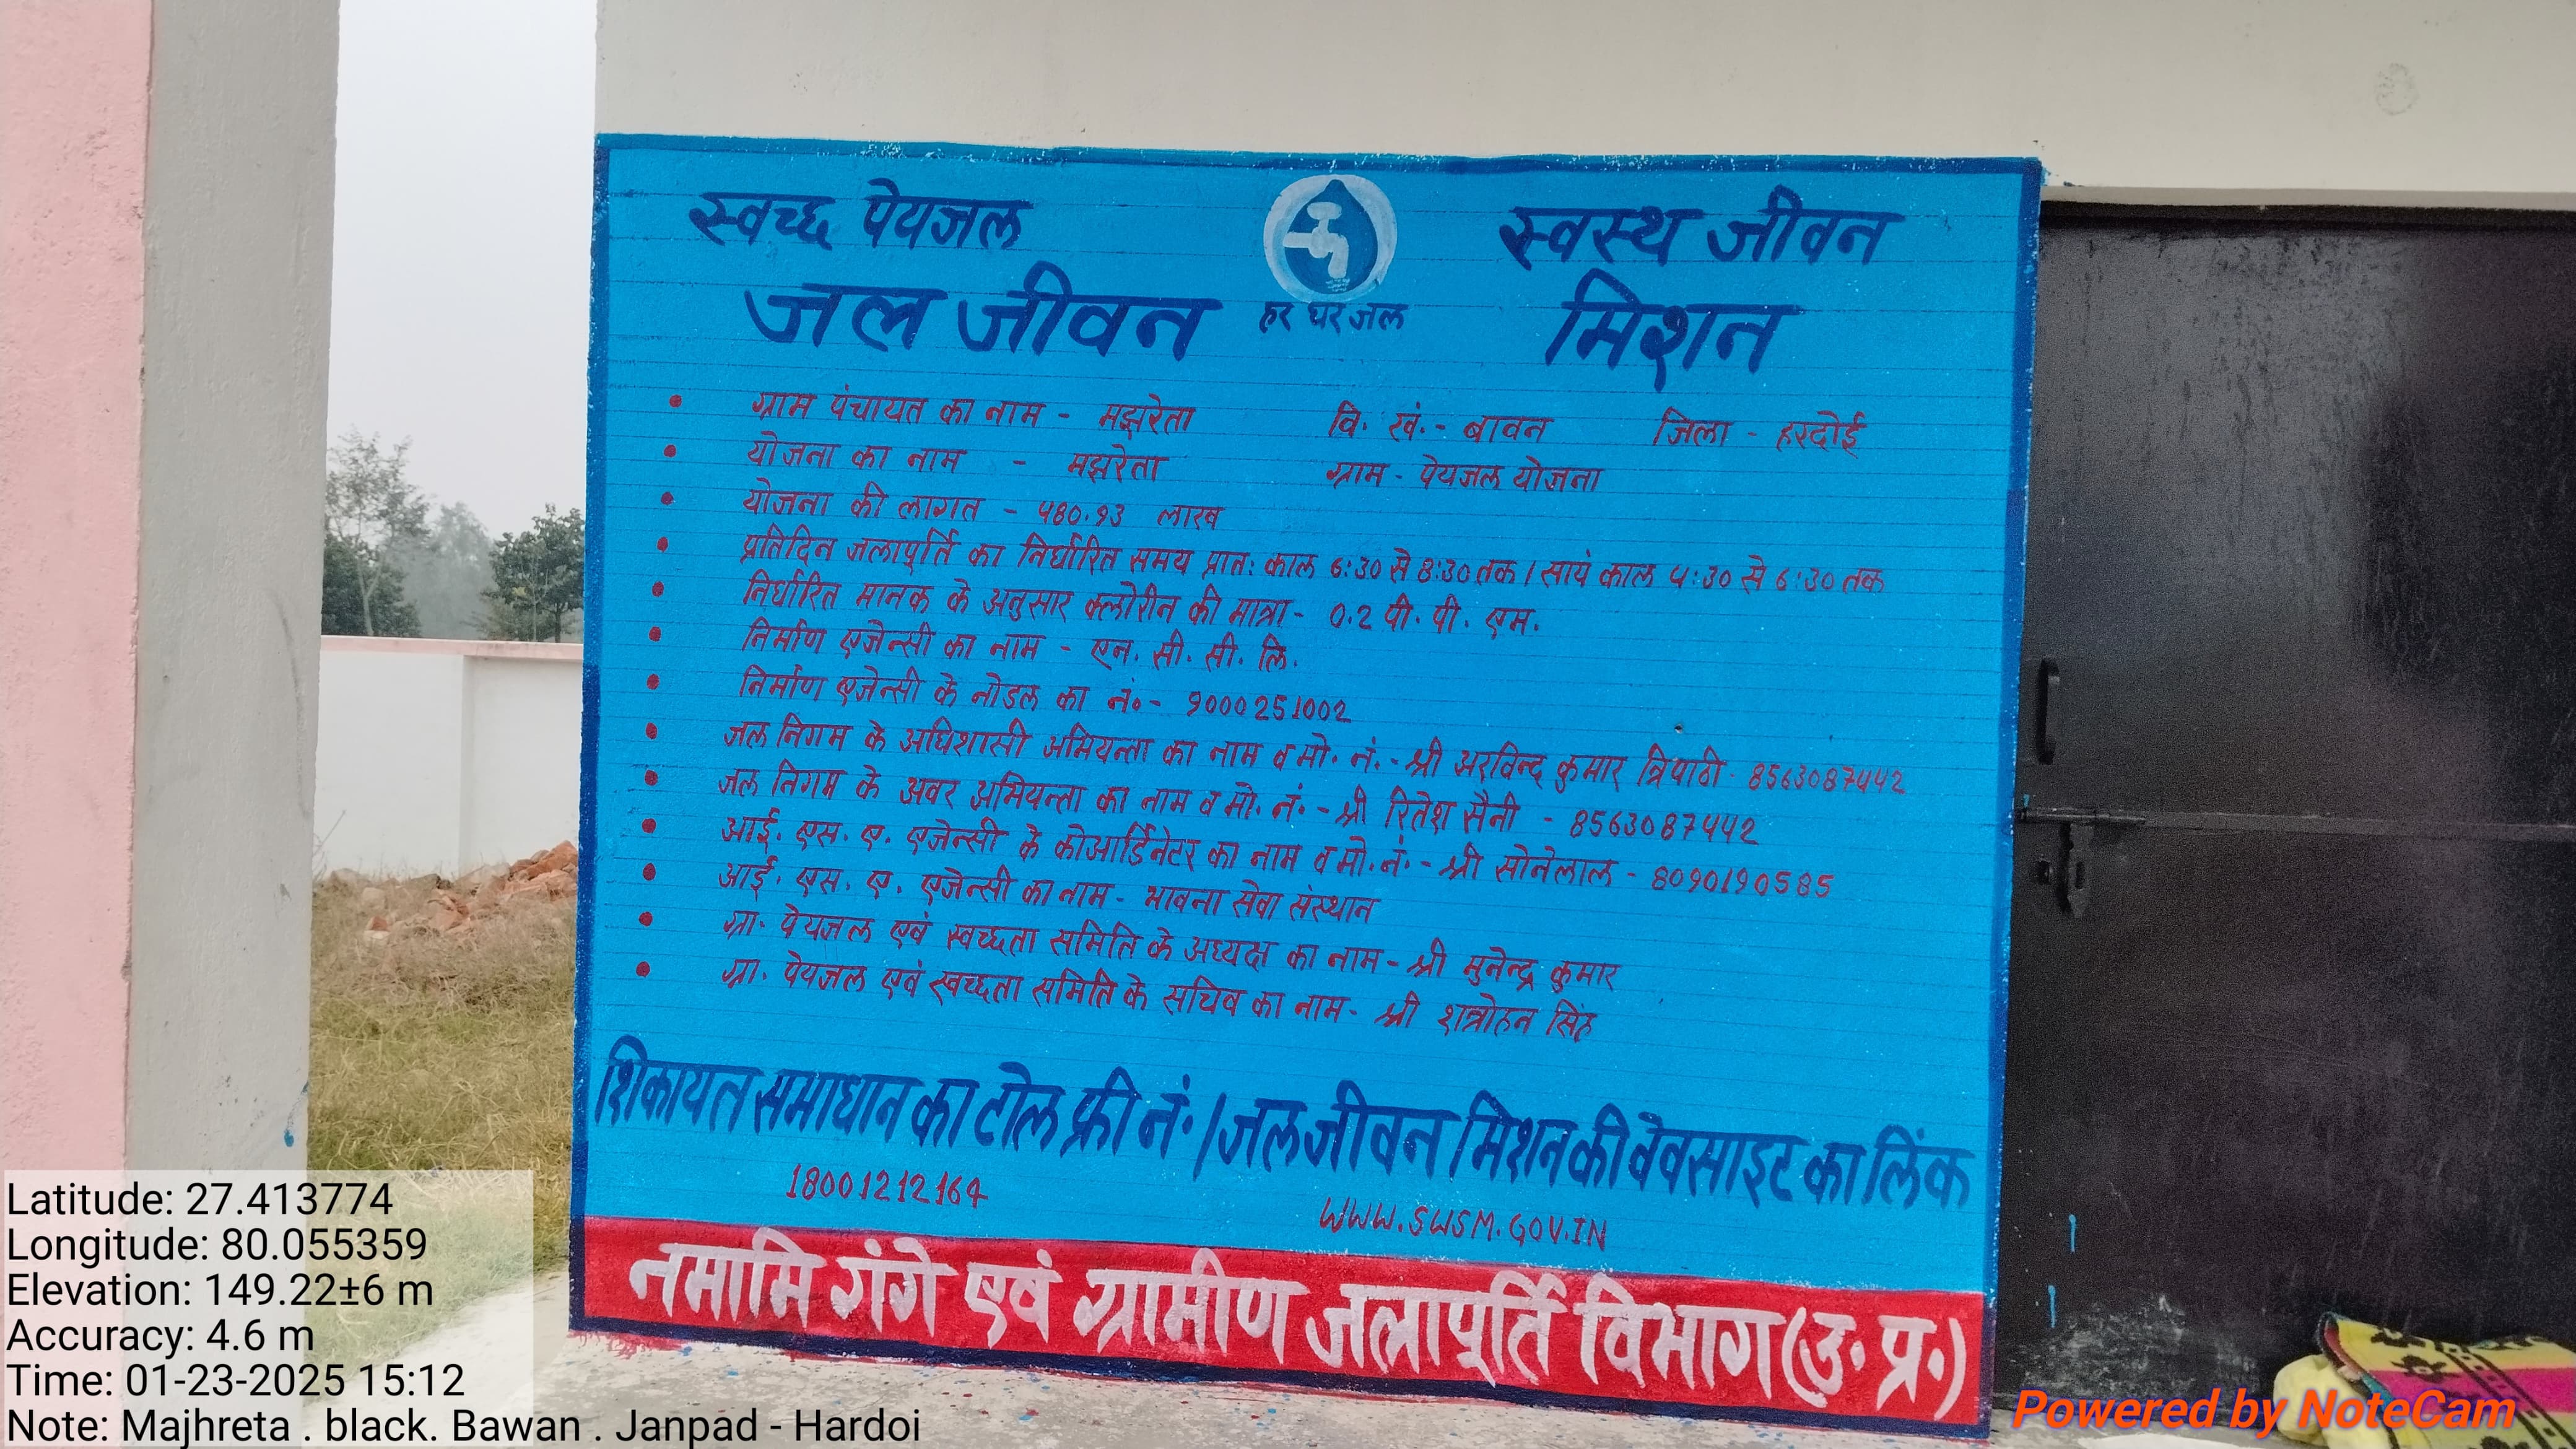 स्वच्छ पेयजल स्वस्थ जीवन
जल जीवन हर घर जल मिशन
• ग्राम पंचायत का नाम - मझरेता वि. खं. - बावन जिला - हरदोई
• योजना का नाम - मझरेता ग्राम - पेयजल योजना
• योजना की लागत - 480.93 लाख
• प्रतिदिन जलापूर्ति का निर्धारित समय प्रात: काल 6:30 से 8:30 तक / सायं काल 4:30 से 6:30 तक
• निर्धारित मानक के अनुसार क्लोरीन की मात्रा - 0.2 पी. पी. एम.
• निर्माण एजेन्सी का नाम - एन. सी. सी. लि.
• निर्माण एजेन्सी के नोडल का नं० - 9000251002
• जल निगम के अधिशासी अभियन्ता का नाम व मो. नं. - श्री अरविन्द कुमार त्रिपाठी - 8563087442
• जल निगम के अवर अभियन्ता का नाम व मो. नं. - श्री रितेश सैनी - 8563087442
• आई. एस. ए. एजेन्सी के कोआर्डिनेटर का नाम व मो. नं. - श्री सोनेलाल - 8090190585
• आई. एस. ए. एजेन्सी का नाम - भावना सेवा संस्थान
• ग्रा. पेयजल एवं स्वच्छता समिति के अध्यक्ष का नाम - श्री मुनेन्द्र कुमार
• ग्रा. पेयजल एवं स्वच्छता समिति के सचिव का नाम - श्री शत्रोहन सिंह
शिकायत समाधान का टोल फ्री नं. / जल जीवन मिशन की वेवसाइट का लिंक
18001212164 WWW.SWSM.GOV.IN
नमामि गंगे एवं ग्रामीण जलापूर्ति विभाग (उ. प्र.)
Latitude: 27.413774
Longitude: 80.055359
Elevation: 149.22±6 m
Accuracy: 4.6 m
Time: 01-23-2025 15:12
Note: Majhreta . black. Bawan . Janpad - Hardoi
Powered by NoteCam